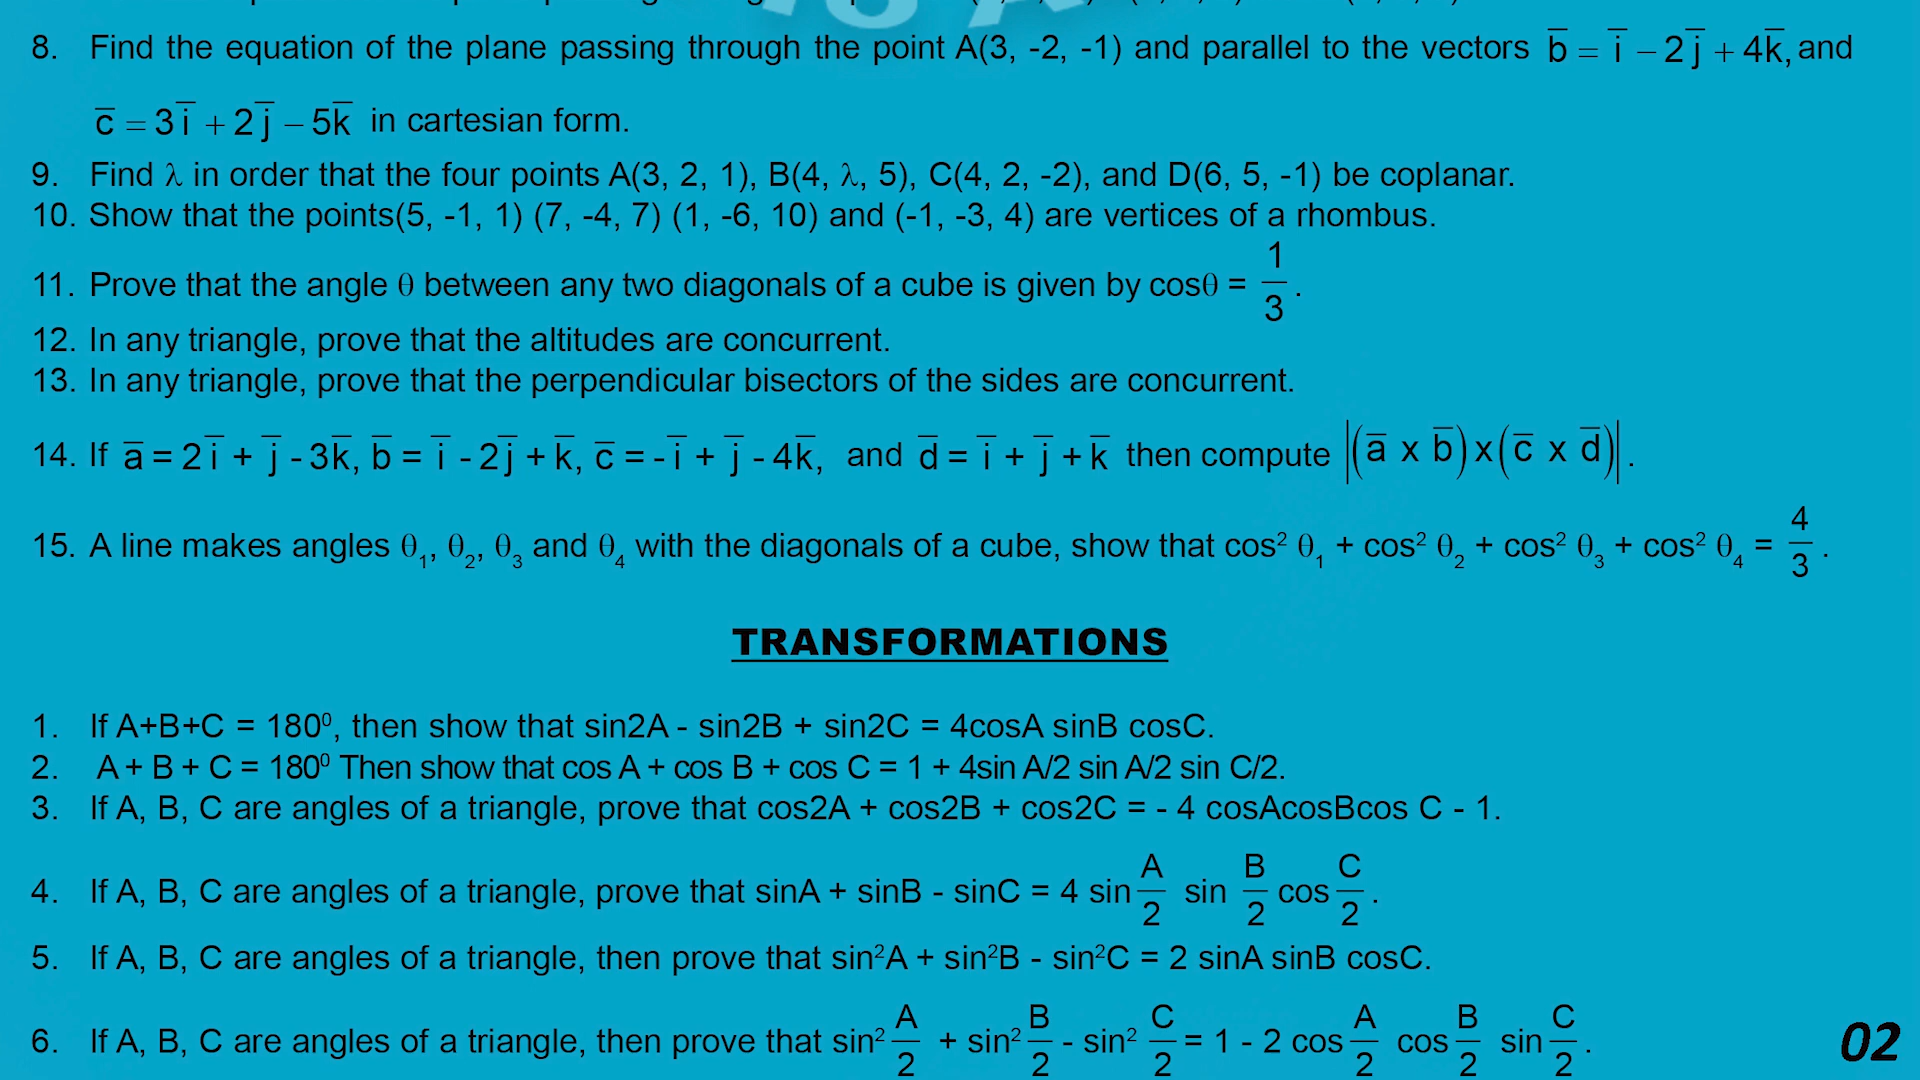 8. Find the equation of the plane passing through the point A(3, -2, -1) and parallel to the vectors b̅ = i̅ − 2j̅ + 4k̅, and
c̅ = 3i̅ + 2j̅ − 5k̅ in cartesian form.
9. Find λ in order that the four points A(3, 2, 1), B(4, λ, 5), C(4, 2, -2), and D(6, 5, -1) be coplanar.
10. Show that the points(5, -1, 1) (7, -4, 7) (1, -6, 10) and (-1, -3, 4) are vertices of a rhombus.
11. Prove that the angle θ between any two diagonals of a cube is given by cosθ = 1/3.
12. In any triangle, prove that the altitudes are concurrent.
13. In any triangle, prove that the perpendicular bisectors of the sides are concurrent.
14. If a̅ = 2i̅ + j̅ - 3k̅, b̅ = i̅ - 2j̅ + k̅, c̅ = -i̅ + j̅ - 4k̅, and d̅ = i̅ + j̅ + k̅ then compute |(a̅ x b̅)x(c̅ x d̅)|.
15. A line makes angles θ₁, θ₂, θ₃ and θ₄ with the diagonals of a cube, show that cos² θ₁ + cos² θ₂ + cos² θ₃ + cos² θ₄ = 4/3.
TRANSFORMATIONS
1. If A+B+C = 180⁰, then show that sin2A - sin2B + sin2C = 4cosA sinB cosC.
2. A + B + C = 180⁰ Then show that cos A + cos B + cos C = 1 + 4sin A/2 sin A/2 sin C/2.
3. If A, B, C are angles of a triangle, prove that cos2A + cos2B + cos2C = - 4 cosAcosBcos C - 1.
4. If A, B, C are angles of a triangle, prove that sinA + sinB - sinC = 4 sin A/2 sin B/2 cos C/2.
5. If A, B, C are angles of a triangle, then prove that sin²A + sin²B - sin²C = 2 sinA sinB cosC.
6. If A, B, C are angles of a triangle, then prove that sin² A/2 + sin² B/2 - sin² C/2 = 1 - 2 cos A/2 cos B/2 sin C/2.
02